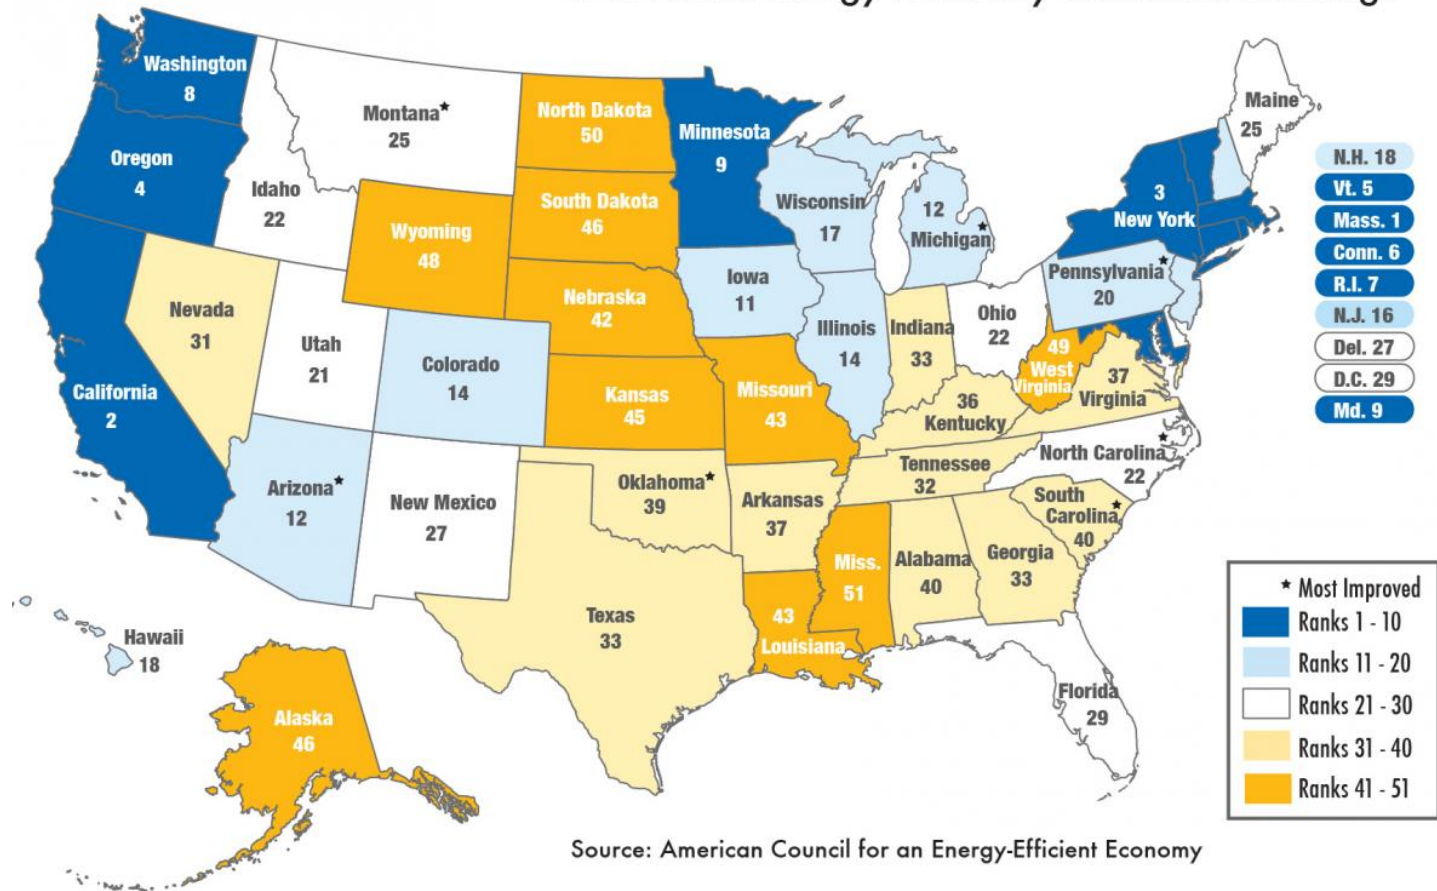 Washington
8
Montana★
25
North Dakota
50
Minnesota
9
Maine
25
Oregon
4
Idaho
22
Wyoming
48
South Dakota
46
Wisconsin
17
12
Michigan★
3
New York
N.H. 18
Vt. 5
Mass. 1
Conn. 6
R.I. 7
N.J. 16
Del. 27
D.C. 29
Md. 9
Nevada
31
Utah
21
Colorado
14
Nebraska
42
Iowa
11
Illinois
14
Indiana
33
Ohio
22
Pennsylvania★
20
California
2
Kansas
45
Missouri
43
36
Kentucky
49
West
Virginia
37
Virginia
Arizona★
12
New Mexico
27
Oklahoma★
39
Arkansas
37
Tennessee
32
North Carolina★
22
South
Carolina★
40
Texas
33
43
Louisiana
Miss.
51
Alabama
40
Georgia
33
Florida
29
Hawaii
18
Alaska
46
★ Most Improved
Ranks 1 - 10
Ranks 11 - 20
Ranks 21 - 30
Ranks 31 - 40
Ranks 41 - 51
Source: American Council for an Energy-Efficient Economy